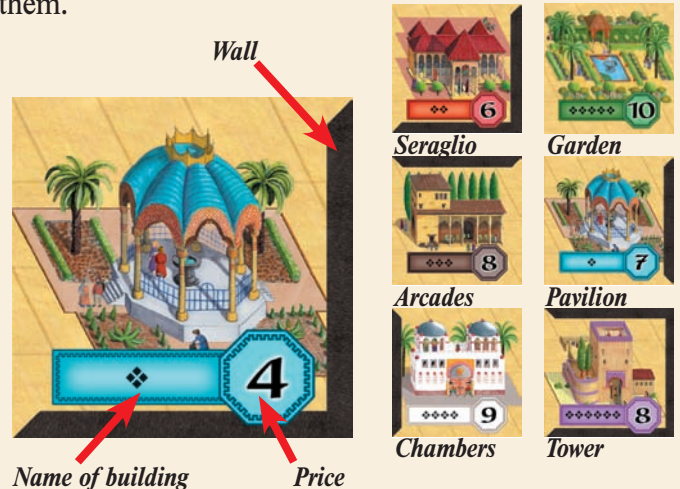 them.
Wall
4
Name of building
Price
6
Seraglio
10
Garden
8
Arcades
7
Pavilion
9
Chambers
8
Tower